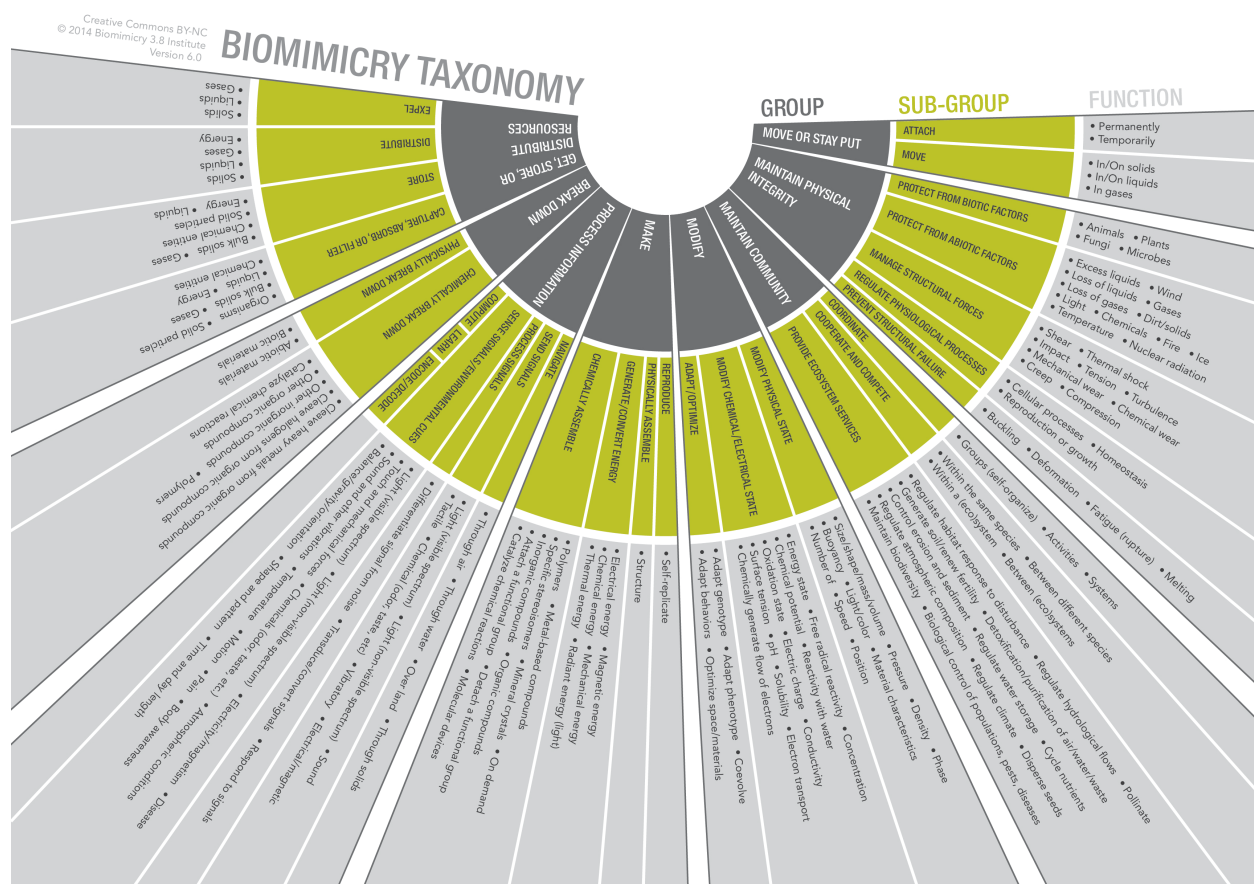 Creative Commons BY-NC
© 2014 Biomimicry 3.8 Institute
Version 6.0
BIOMIMICRY TAXONOMY
GROUP
SUB-GROUP
FUNCTION
MOVE OR STAY PUT
ATTACH
• Permanently
• Temporarily
MOVE
• In/On solids
• In/On liquids
• In gases
MAINTAIN PHYSICAL
INTEGRITY
PROTECT FROM BIOTIC FACTORS
• Animals • Plants
• Fungi • Microbes
PROTECT FROM ABIOTIC FACTORS
• Excess liquids • Wind
• Loss of liquids • Gases
• Loss of gases • Dirt/solids
• Light • Chemicals • Fire • Ice
• Temperature • Nuclear radiation
MANAGE STRUCTURAL FORCES
• Shear • Thermal shock
• Impact • Tension • Turbulence
• Mechanical wear • Chemical wear
• Creep • Compression
REGULATE PHYSIOLOGICAL PROCESSES
• Cellular processes • Homeostasis
• Reproduction or growth
PREVENT STRUCTURAL FAILURE
• Buckling • Deformation • Fatigue (rupture) • Melting
MAINTAIN COMMUNITY
COORDINATE
• Groups (self-organize) • Activities • Systems
COOPERATE AND COMPETE
• Within the same species • Between different species
• Within a (eco)system • Between (eco)systems
PROVIDE ECOSYSTEM SERVICES
• Regulate habitat response to disturbance • Regulate hydrological flows • Pollinate
• Generate soil/renew fertility • Detoxification/purification of air/water/waste
• Control erosion and sediment • Regulate water storage • Cycle nutrients
• Regulate atmospheric composition • Regulate climate • Disperse seeds
• Maintain biodiversity • Biological control of populations, pests, diseases
MODIFY
MODIFY PHYSICAL STATE
• Size/shape/mass/volume • Pressure • Density • Phase
• Buoyancy • Light/color • Material characteristics
• Number of • Speed • Position
MODIFY CHEMICAL/ELECTRICAL STATE
• Energy state • Free radical reactivity • Concentration
• Chemical potential • Reactivity with water
• Oxidation state • Electric charge • Conductivity
• Surface tension • pH • Solubility • Electron transport
• Chemically generate flow of electrons
ADAPT/OPTIMIZE
• Adapt genotype • Adapt phenotype • Coevolve
• Adapt behaviors • Optimize space/materials
MAKE
REPRODUCE
• Self-replicate
PHYSICALLY ASSEMBLE
• Structure
GENERATE/CONVERT ENERGY
• Electrical energy • Magnetic energy
• Chemical energy • Mechanical energy
• Thermal energy • Radiant energy (light)
CHEMICALLY ASSEMBLE
• Polymers • Metal-based compounds
• Specific stereoisomers • Mineral crystals • On demand
• Inorganic compounds • Organic compounds
• Attach a functional group • Detach a functional group
• Catalyze chemical reactions • Molecular devices
PROCESS INFORMATION
NAVIGATE
• Through air • Through water • Over land • Through solids
SEND SIGNALS
• Light (visible spectrum) • Light (non-visible spectrum) • Sound
• Tactile • Chemical (odor, taste, etc) • Vibratory • Electrical/magnetic
PROCESS SIGNALS
• Differentiate signal from noise • Transduce/convert signals • Respond to signals
SENSE SIGNALS/ENVIRONMENTAL CUES
• Light (visible spectrum) • Light (non-visible spectrum) • Electricity/magnetism • Disease
• Touch and mechanical forces • Chemicals (odor, taste, etc.) • Atmospheric conditions
• Sound and other vibrations • Temperature • Motion • Pain • Body awareness
• Balance/gravity/orientation • Shape and pattern • Time and day length
ENCODE/DECODE
LEARN
COMPUTE
BREAK DOWN
CHEMICALLY BREAK DOWN
• Cleave heavy metals from organic compounds
• Cleave halogens from organic compounds
• Other inorganic compounds • Polymers
• Other organic compounds
• Catalyze chemical reactions
PHYSICALLY BREAK DOWN
• Abiotic materials
• Biotic materials
GET, STORE, OR
DISTRIBUTE
RESOURCES
CAPTURE, ABSORB, OR FILTER
• Organisms • Solid particles
• Bulk solids • Gases
• Liquids • Energy
• Chemical entities
STORE
• Bulk solids • Gases
• Chemical entities
• Solid particles
• Energy • Liquids
DISTRIBUTE
• Solids
• Liquids
• Gases
• Energy
EXPEL
• Solids
• Liquids
• Gases